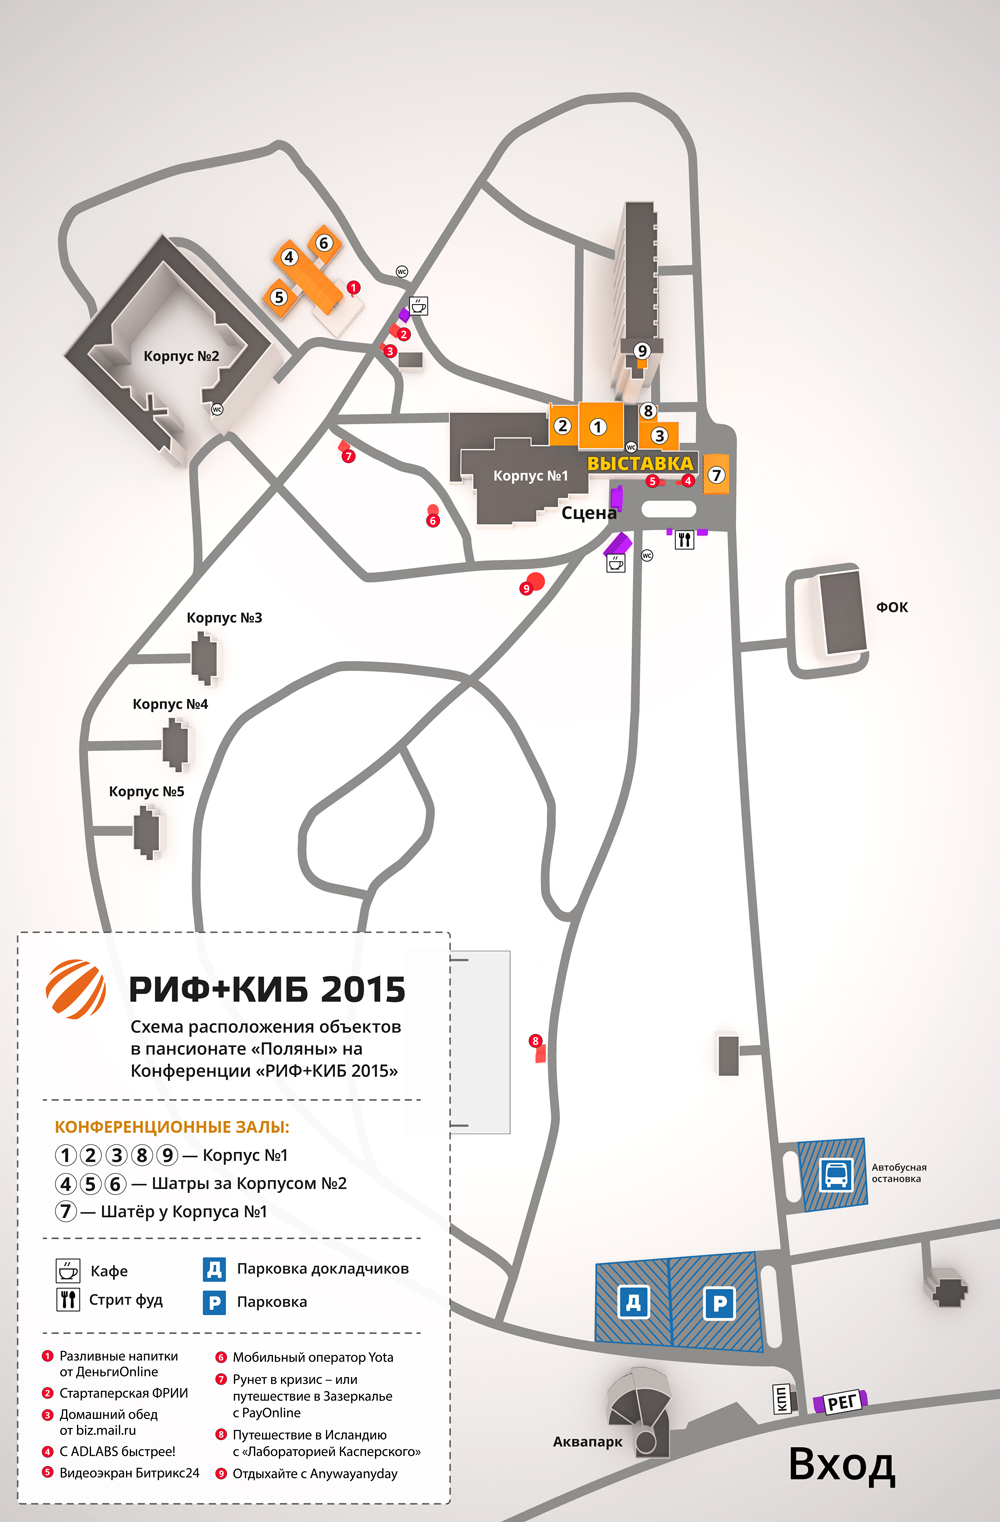 6
4
5
1
WC
Корпус №2
2
3
9
WC
8
2
1
3
WC
ВЫСТАВКА
7
Корпус №1
5
4
7
6
Сцена
WC
9
ФОК
Корпус №3
Корпус №4
Корпус №5
РИФ+КИБ 2015
Схема расположения объектов
в пансионате «Поляны» на
Конференции «РИФ+КИБ 2015»
8
КОНФЕРЕНЦИОННЫЕ ЗАЛЫ:
1 2 3 8 9 — Корпус №1
4 5 6 — Шатры за Корпусом №2
7 — Шатёр у Корпуса №1
Автобусная
остановка
Кафе
Д Парковка докладчиков
Стрит фуд
Р Парковка
Д
Р
1 Разливные напитки
от ДеньгиOnline
2 Стартаперская ФРИИ
3 Домашний обед
от biz.mail.ru
4 С ADLABS быстрее!
5 Видеоэкран Битрикс24
6 Мобильный оператор Yota
7 Рунет в кризис – или
путешествие в Зазеркалье
с PayOnline
8 Путешествие в Исландию
с «Лабораторией Касперского»
9 Отдыхайте с Anywayanyday
КПП
РЕГ
Аквапарк
Вход